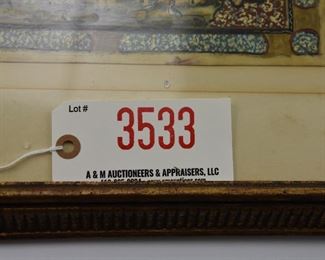 Lot #
3533
A & M AUCTIONEERS & APPRAISERS, LLC